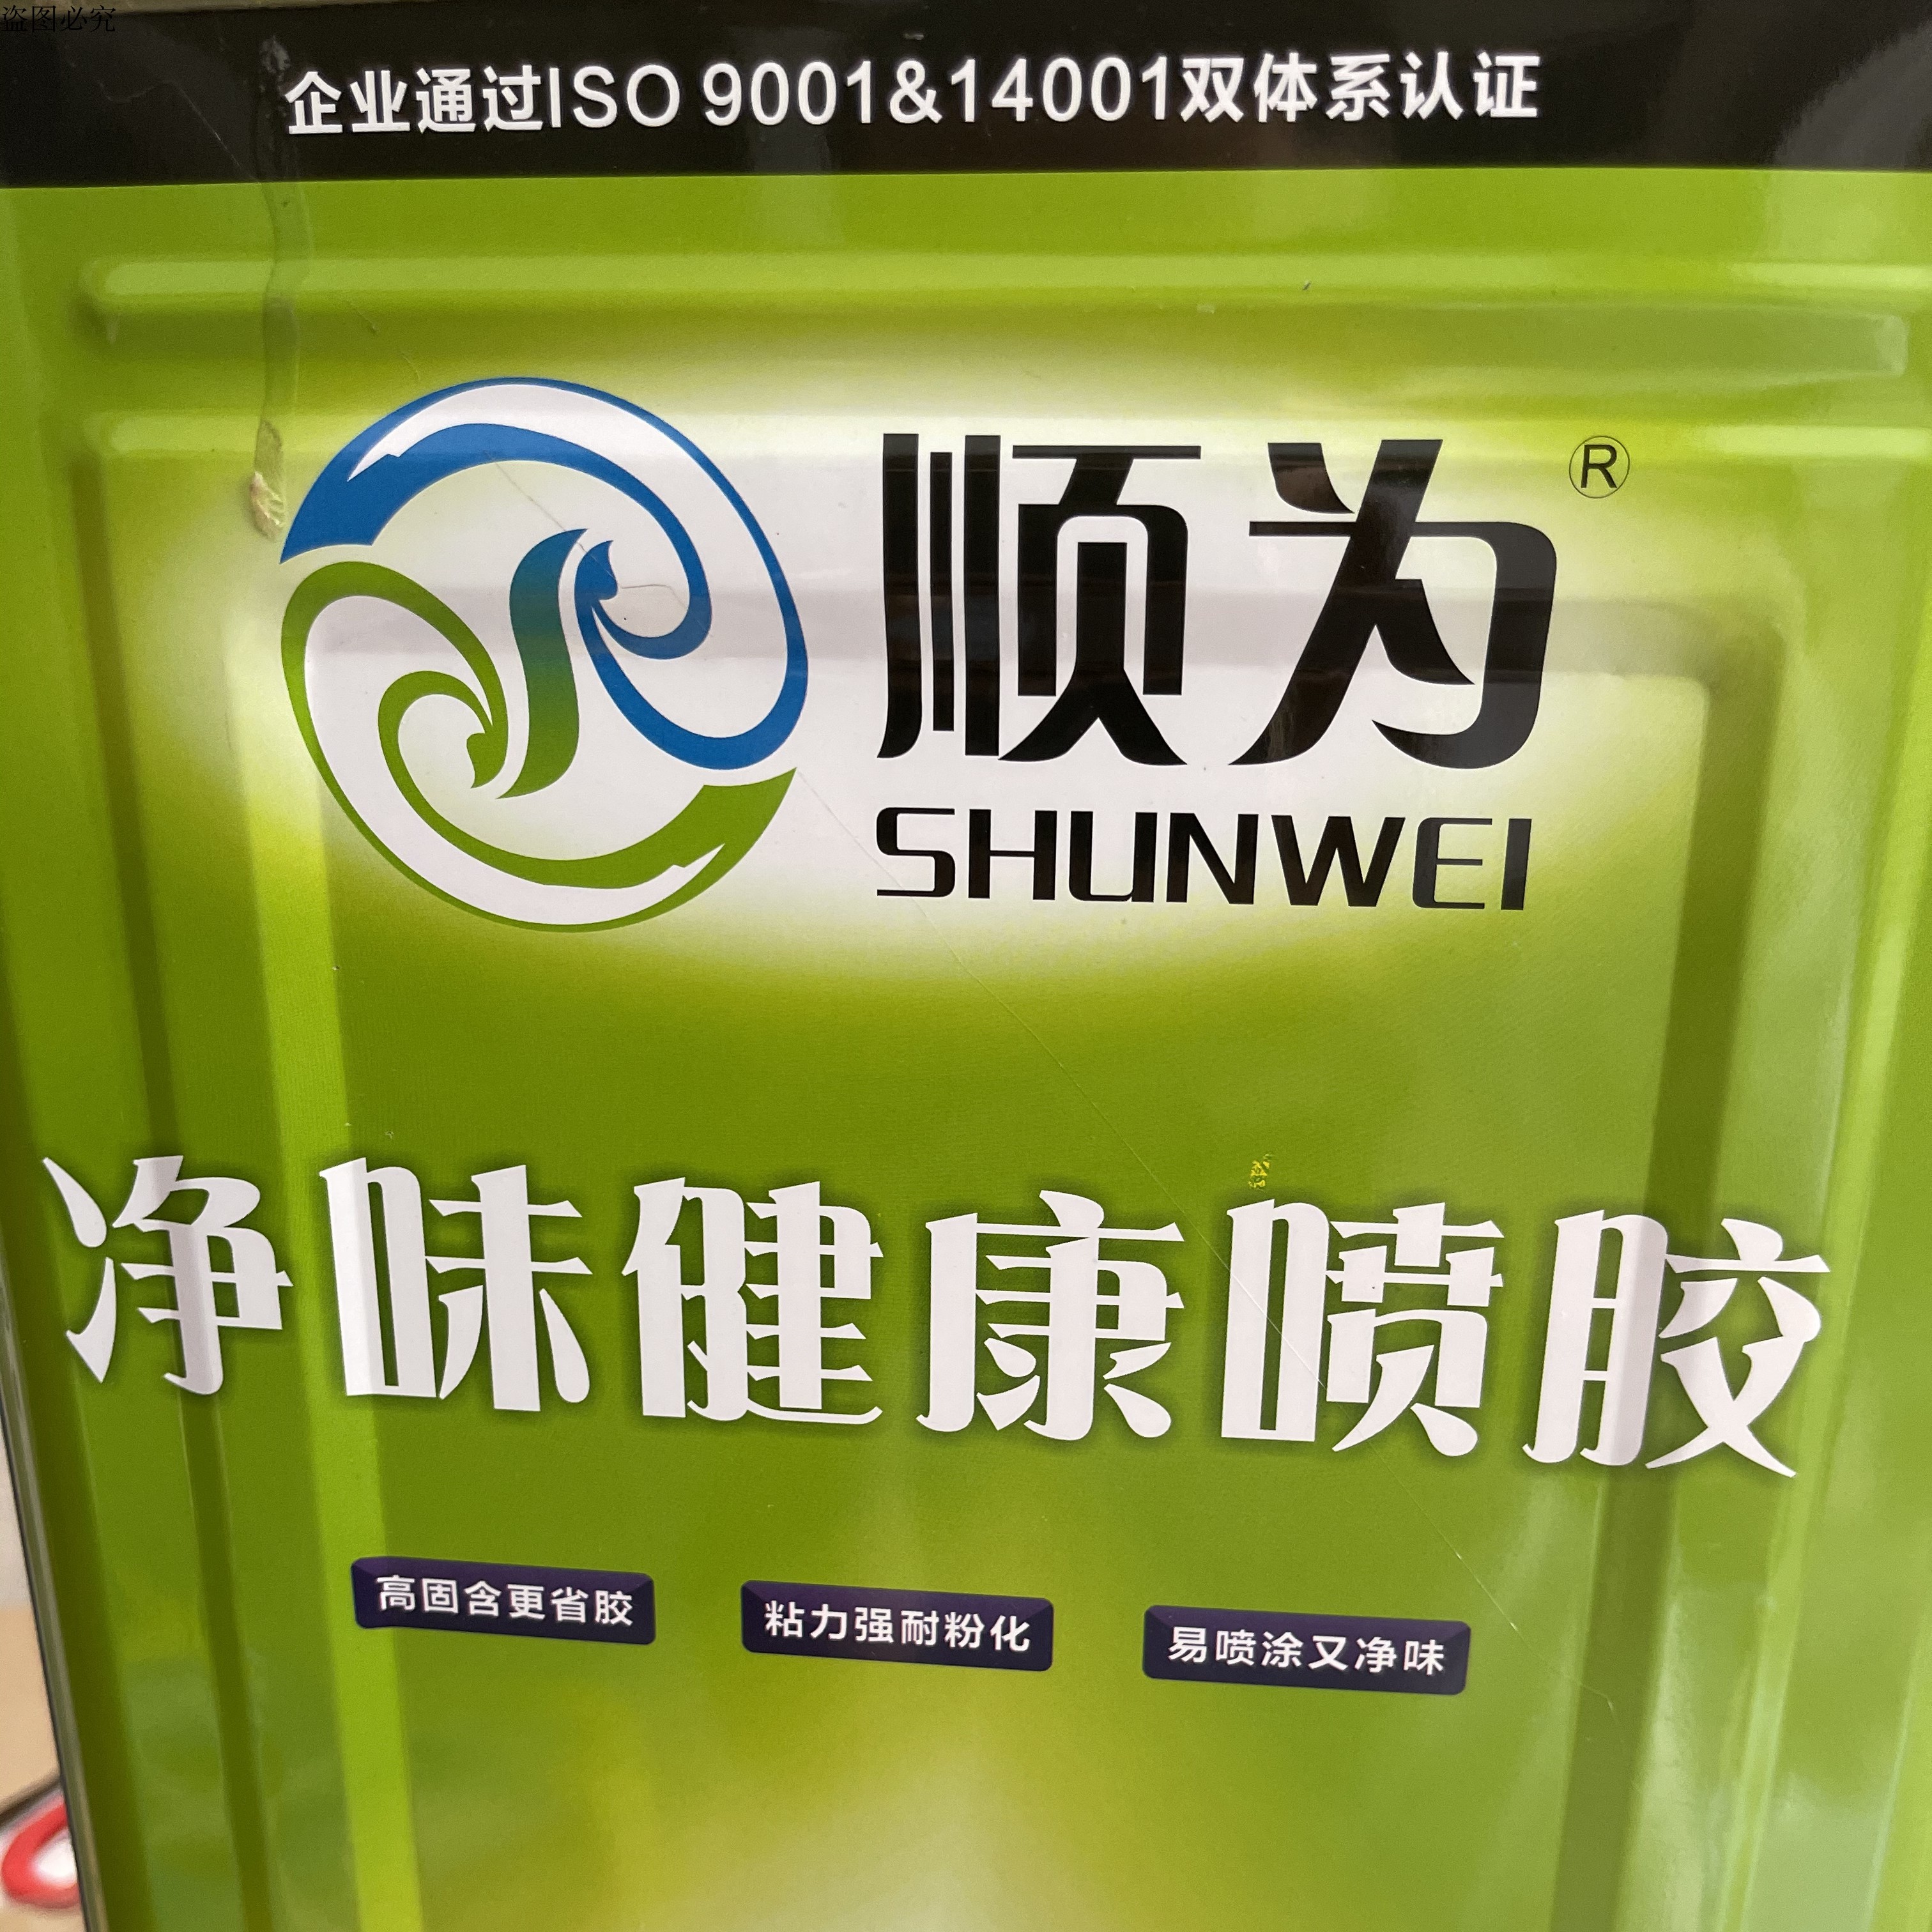 盗图必究
企业通过ISO 9001&14001双体系认证
顺为®
SHUNWEI
净味健康喷胶
高固含更省胶
粘力强耐粉化
易喷涂又净味